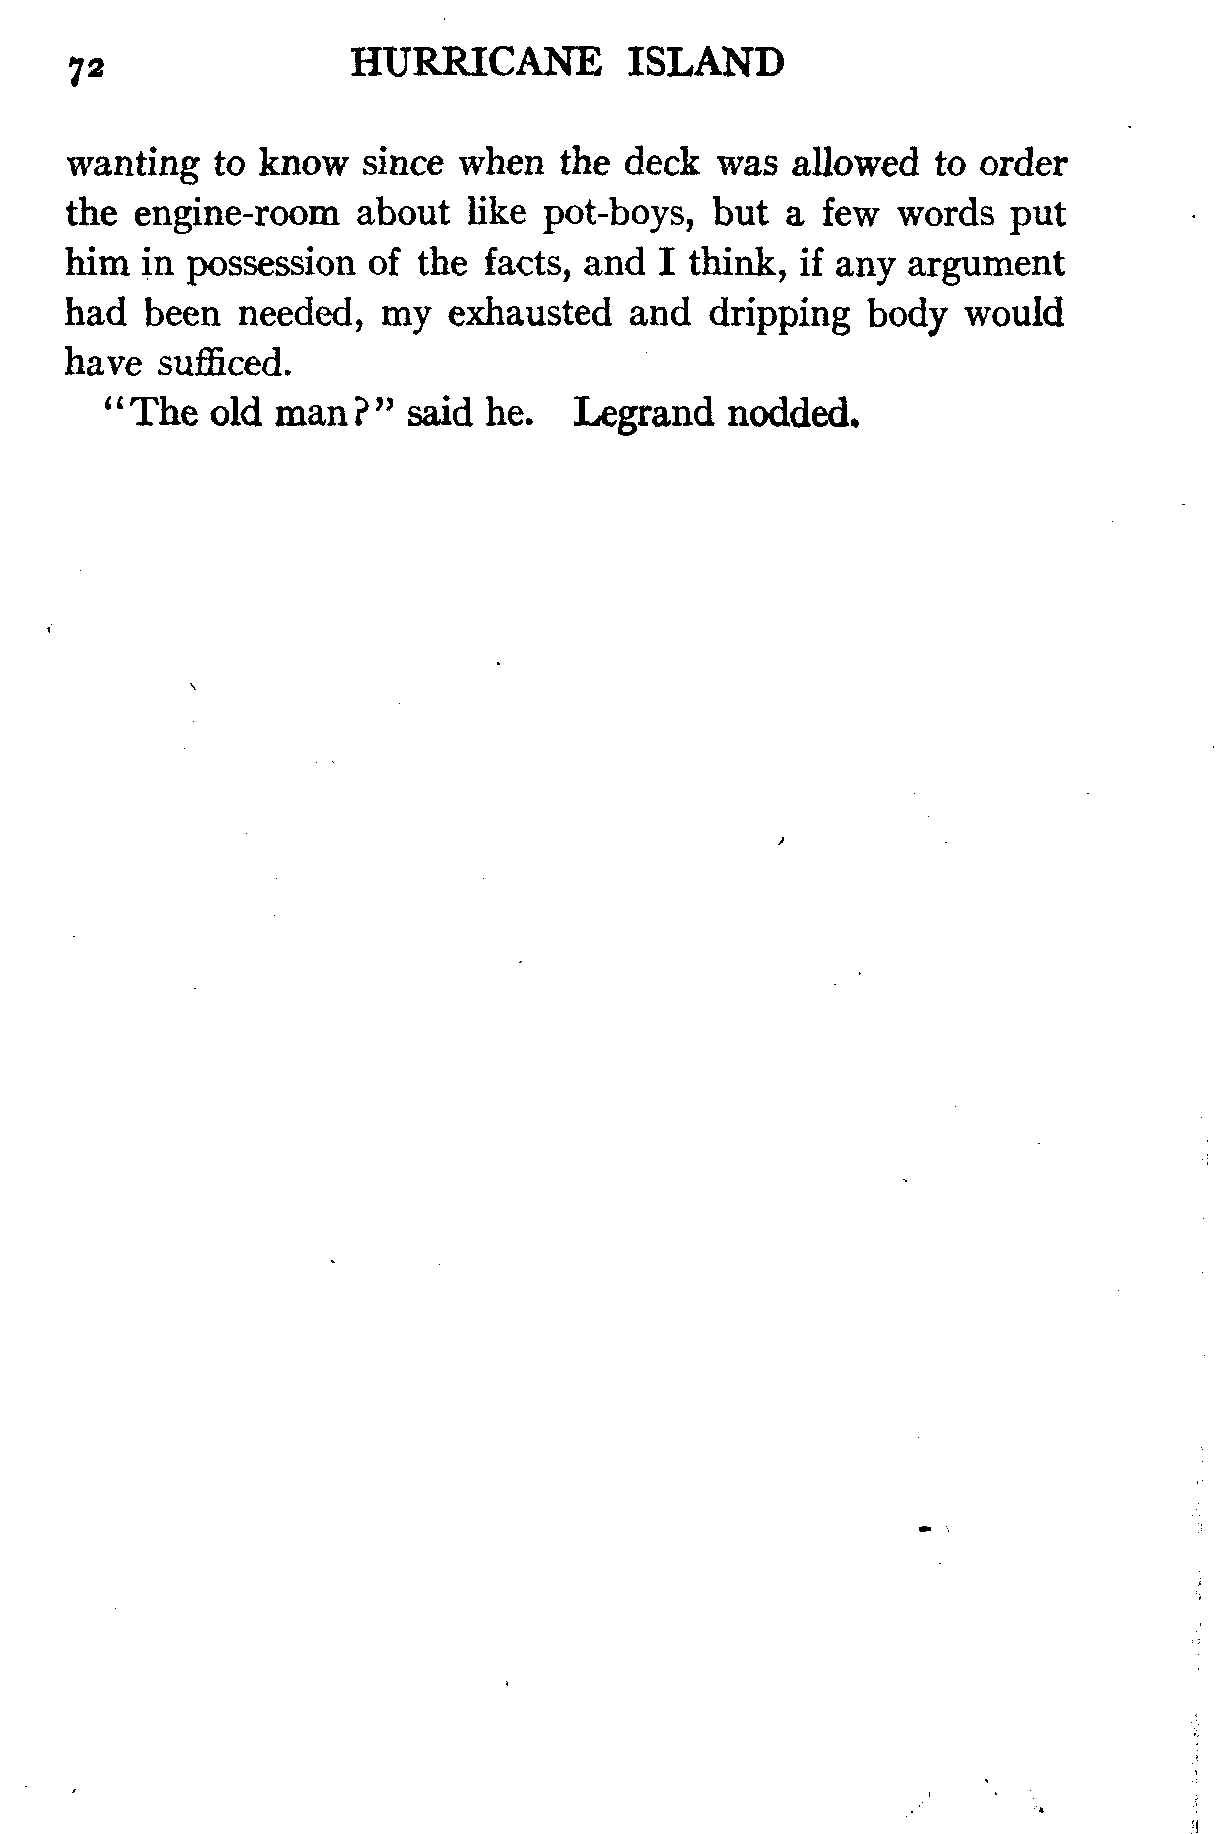 72 HURRICANE ISLAND
wanting to know since when the deck was allowed to order
the engine-room about like pot-boys, but a few words put
him in possession of the facts, and I think, if any argument
had been needed, my exhausted and dripping body would
have sufficed.
“The old man?” said he. Legrand nodded.